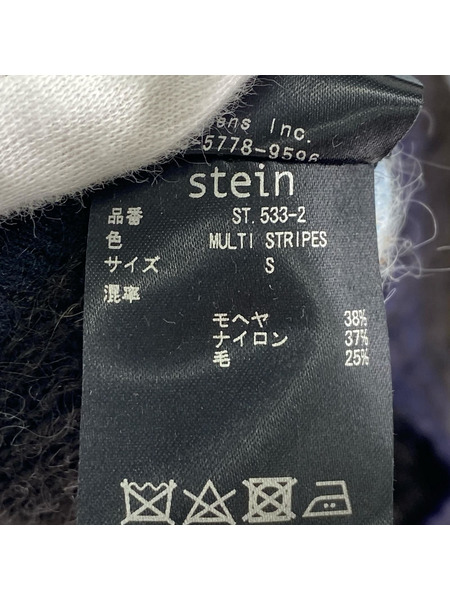 ens Inc.
-5778-9596
stein
品番 ST.533-2
色 MULTI STRIPES
サイズ S
混率
モヘヤ 38%
ナイロン 37%
毛 25%